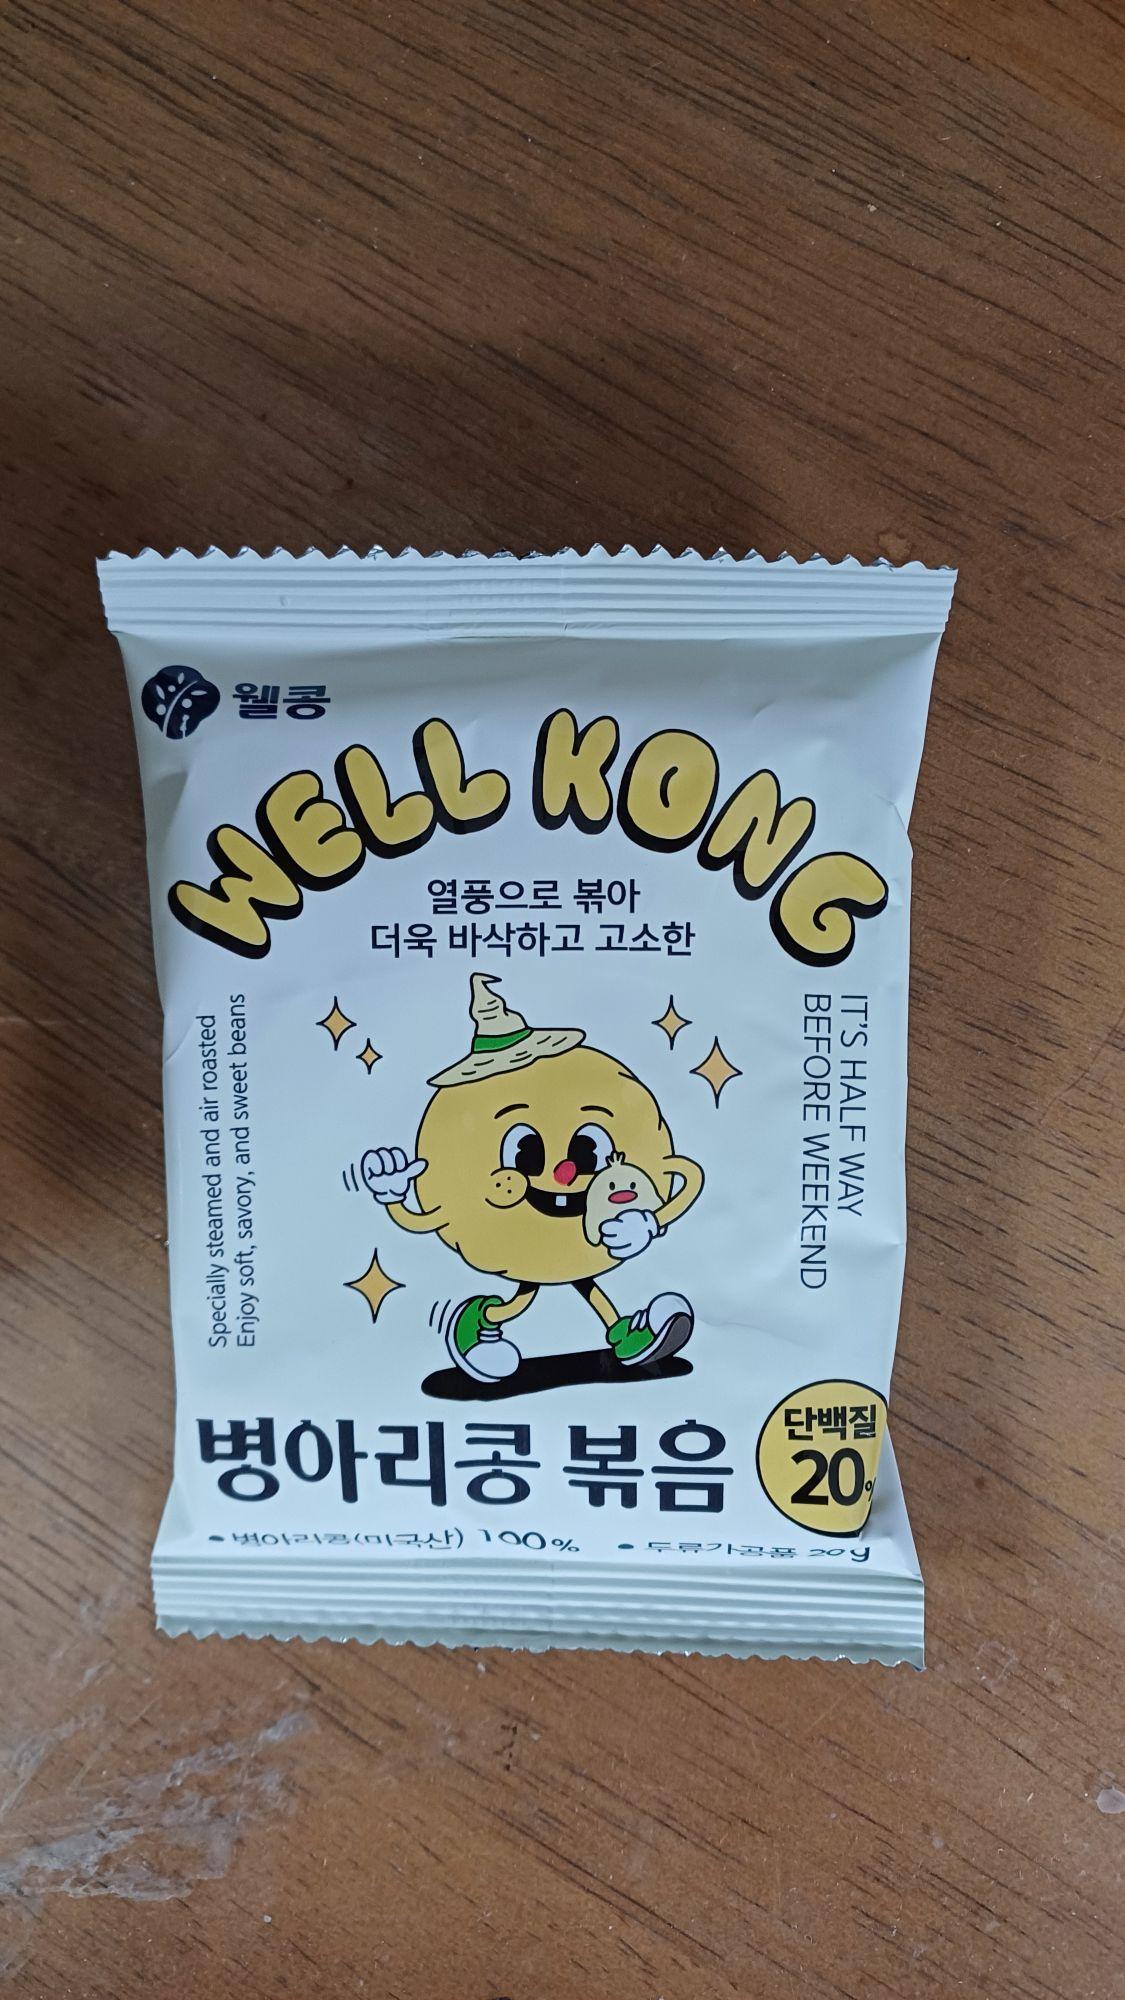 웰콩
WELL KONG
열풍으로 볶아
더욱 바삭하고 고소한
Specially steamed and air roasted
Enjoy soft, savory, and sweet beans
IT'S HALF WAY
BEFORE WEEKEND
병아리콩 볶음
단백질
20%
• 병아리콩(미국산) 100% • 두류가공품 20g